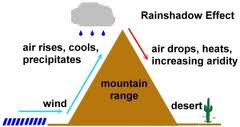 Rainshadow Effect
air rises, cools,
precipitates
air drops, heats,
increasing aridity
mountain
range
wind
desert